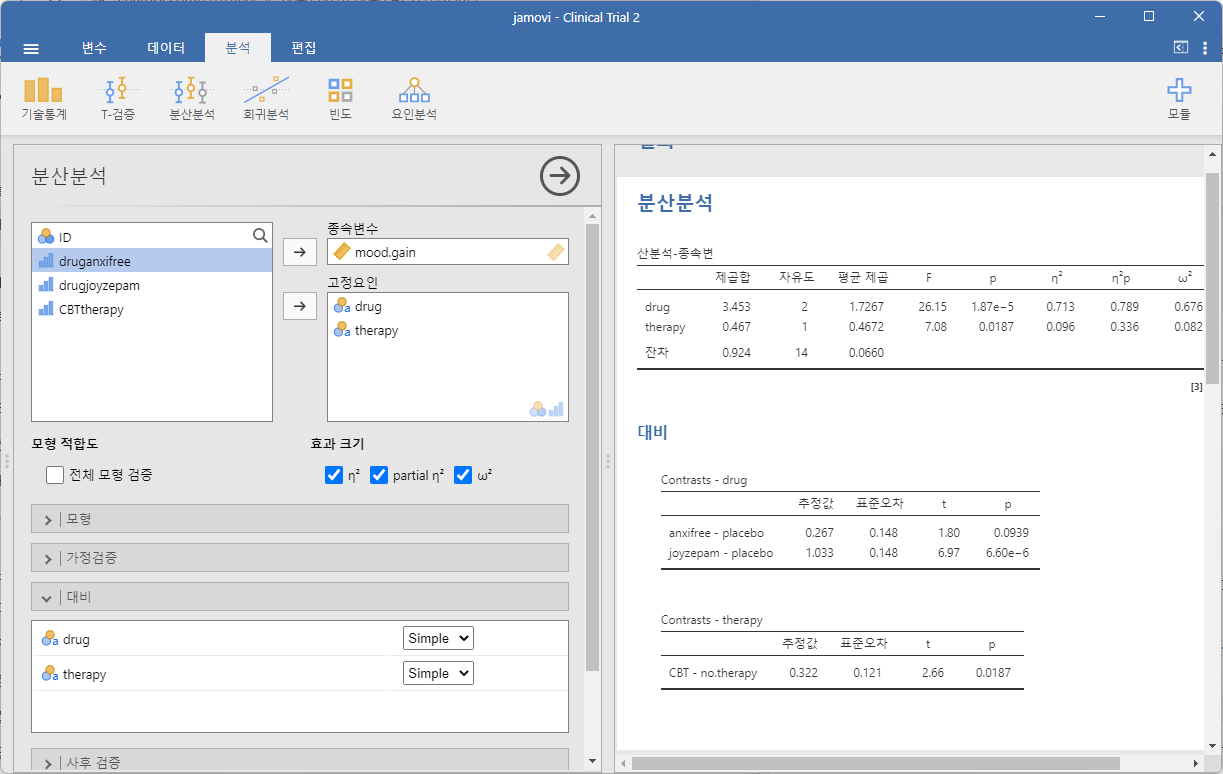 jamovi - Clinical Trial 2
변수 데이터 분석 편집
기술통계 T-검증 분산분석 회귀분석 빈도 요인분석 모듈
분산분석
ID
druganxifree
drugjoyzepam
CBTtherapy
종속변수
mood.gain
고정요인
drug
therapy
모형 적합도
전체 모형 검증
효과 크기
η² partial η² ω²
모형
가정검증
대비
drug Simple
therapy Simple
사후 검증
분산분석
산분석-종속변
제곱합 자유도 평균 제곱 F p η² η²p ω²
drug 3.453 2 1.7267 26.15 1.87e−5 0.713 0.789 0.676
therapy 0.467 1 0.4672 7.08 0.0187 0.096 0.336 0.082
잔차 0.924 14 0.0660
[3]
대비
Contrasts - drug
추정값 표준오차 t p
anxifree - placebo 0.267 0.148 1.80 0.0939
joyzepam - placebo 1.033 0.148 6.97 6.60e−6
Contrasts - therapy
추정값 표준오차 t p
CBT - no.therapy 0.322 0.121 2.66 0.0187